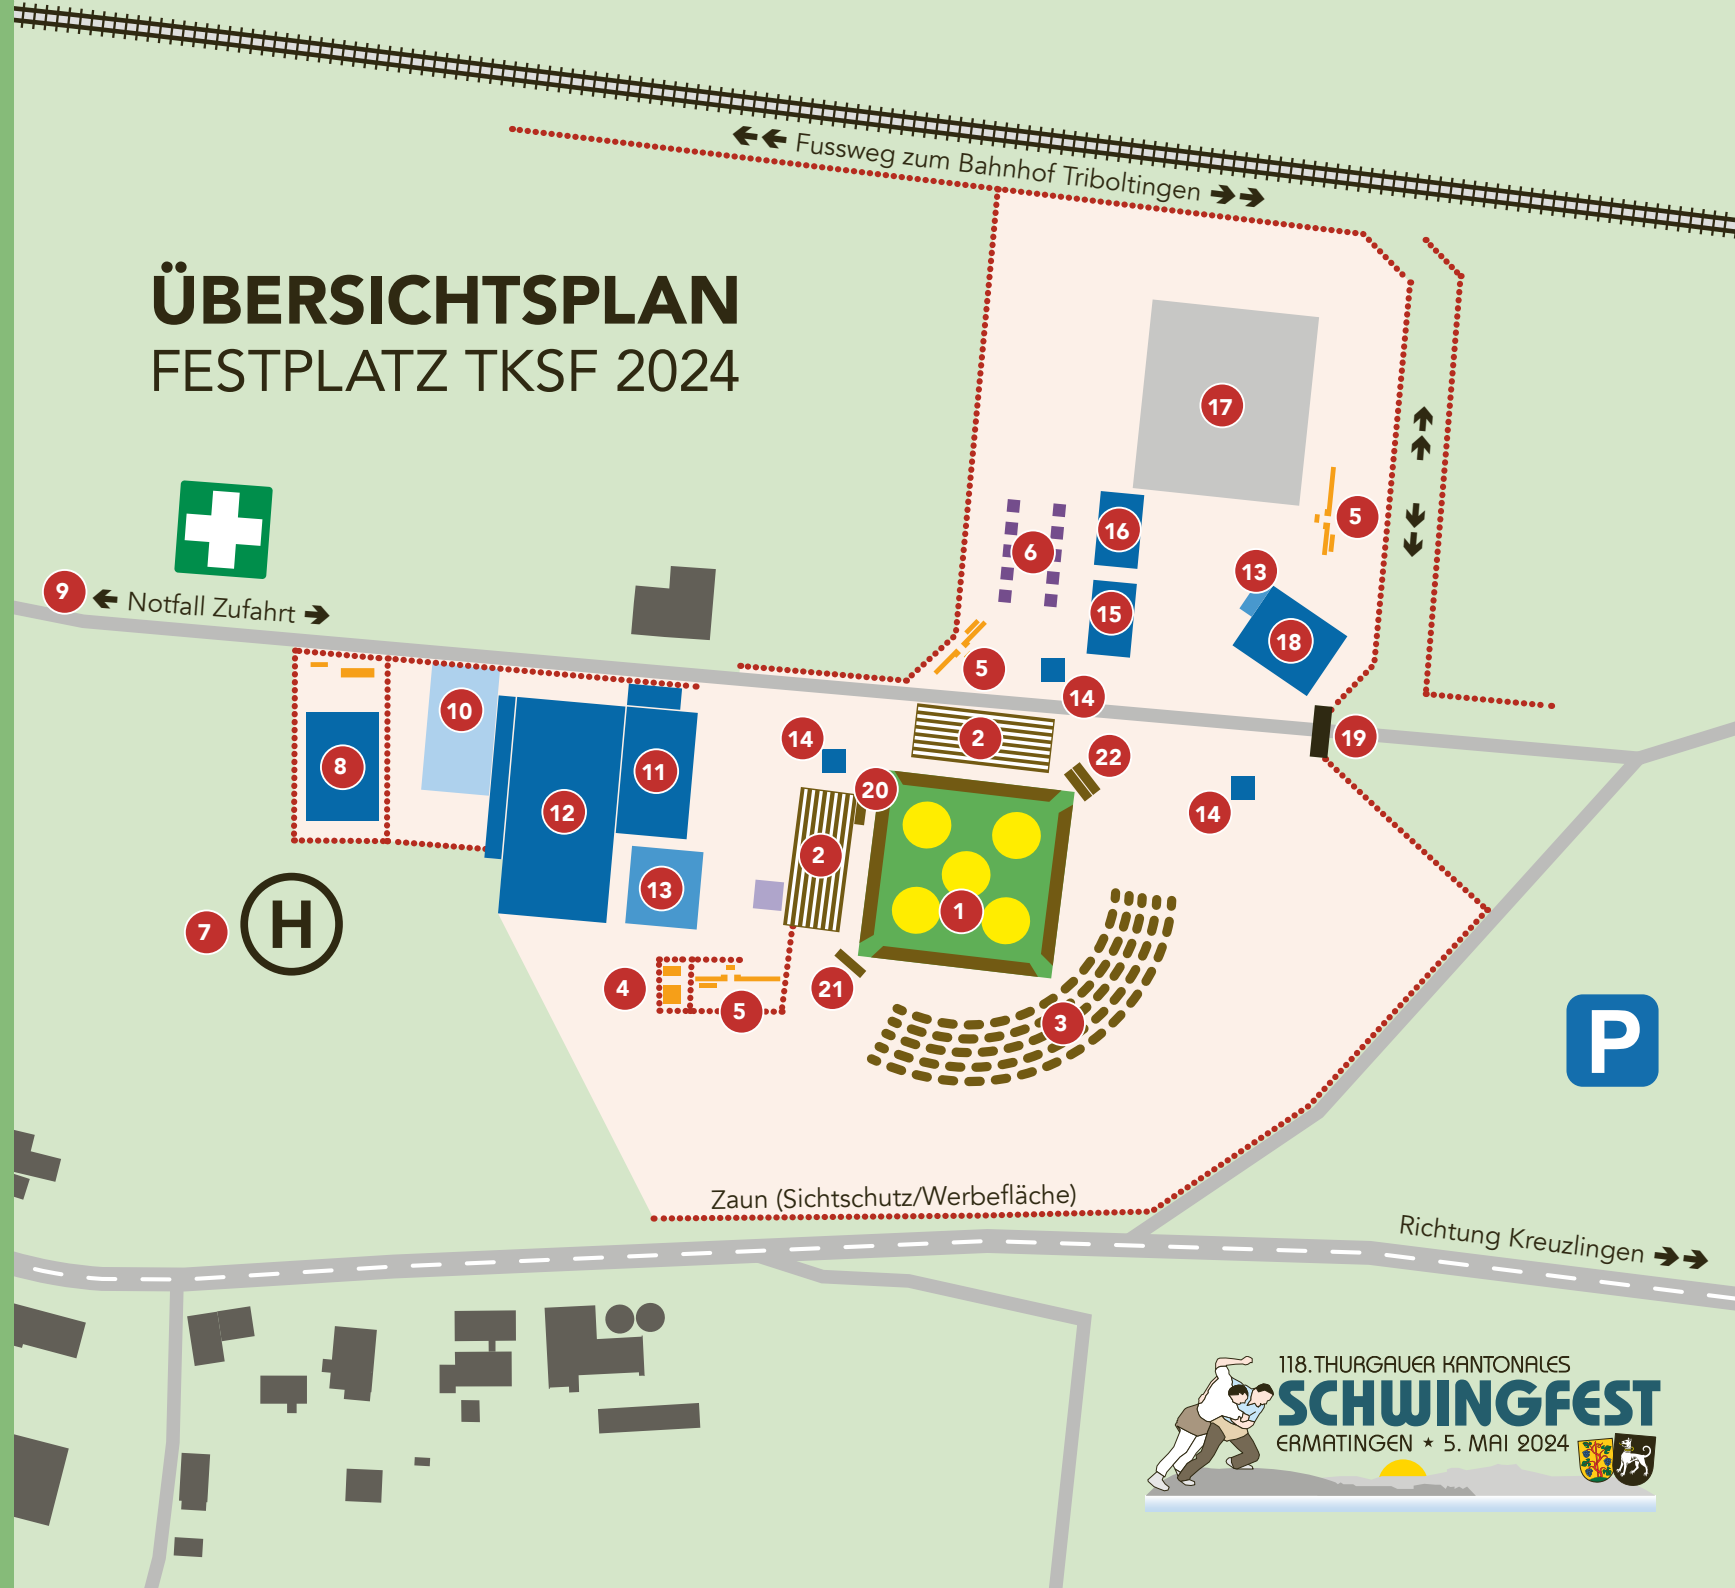 Fussweg zum Bahnhof Triboltingen
ÜBERSICHTSPLAN
FESTPLATZ TKSF 2024
17
5
16
6
13
15
18
9
Notfall Zufahrt
5
14
10
14
2
22
19
8
11
20
12
14
2
13
1
7
H
4
5
21
3
P
Zaun (Sichtschutz/Werbefläche)
Richtung Kreuzlingen
118. THURGAUER KANTONALES
SCHWINGFEST
ERMATINGEN ★ 5. MAI 2024